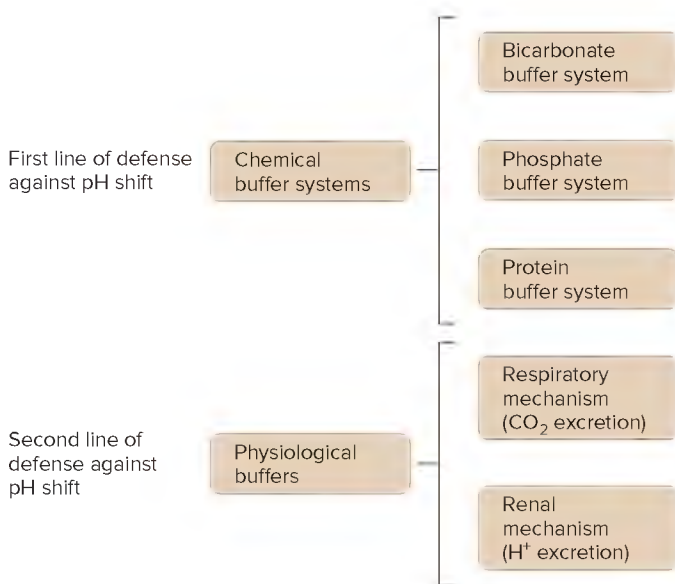 First line of defense
against pH shift
Chemical
buffer systems
Bicarbonate
buffer system
Phosphate
buffer system
Protein
buffer system
Second line of
defense against
pH shift
Physiological
buffers
Respiratory
mechanism
(CO₂ excretion)
Renal
mechanism
(H⁺ excretion)